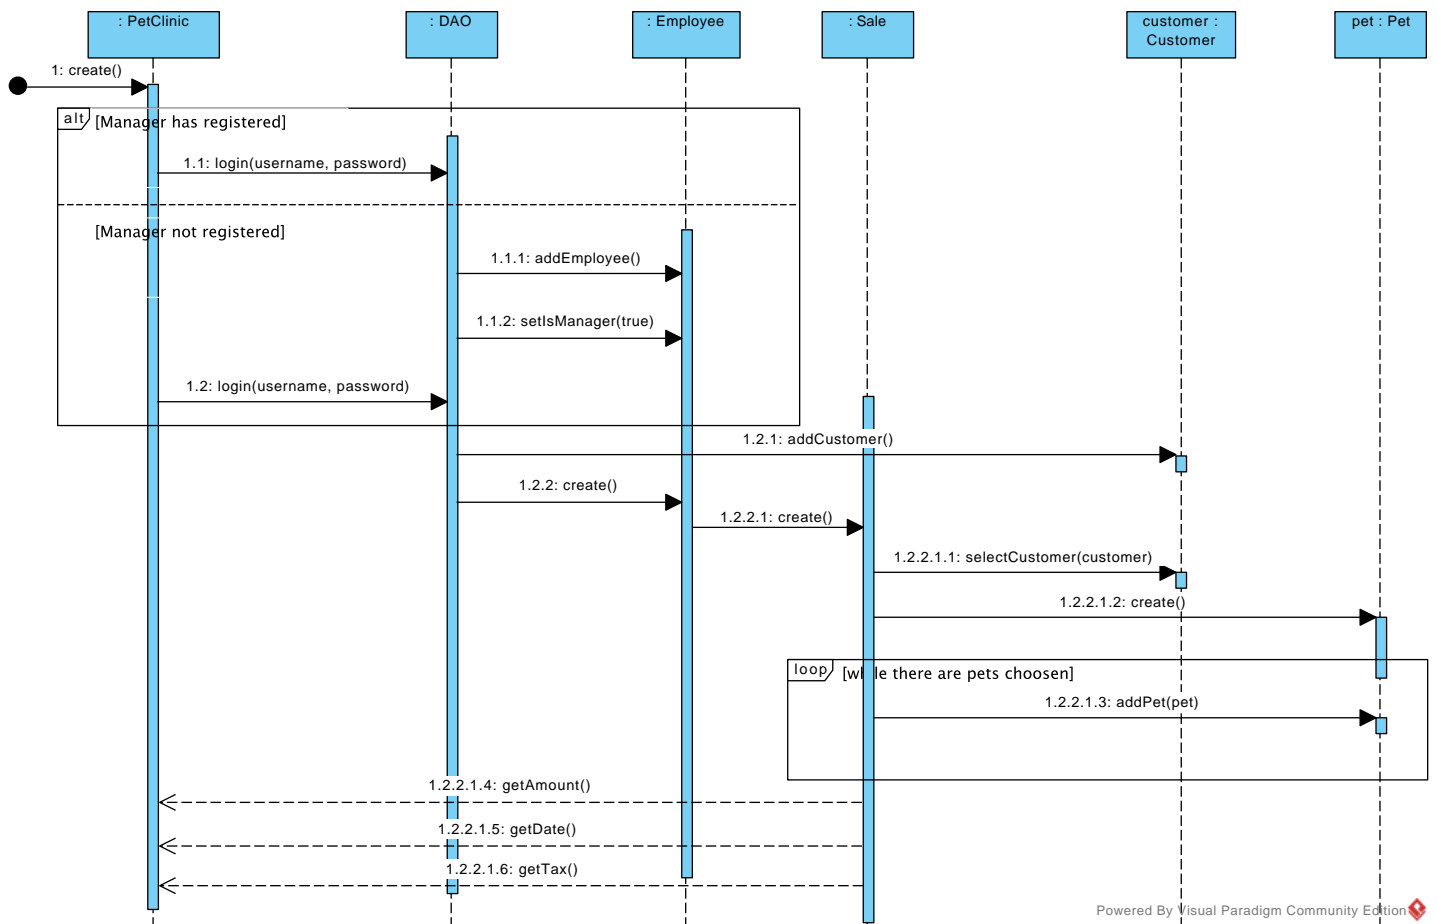 : PetClinic
: DAO
: Employee
: Sale
customer :
Customer
pet : Pet
1: create()
alt
[Manager has registered]
1.1: login(username, password)
[Manager not registered]
1.1.1: addEmployee()
1.1.2: setIsManager(true)
1.2: login(username, password)
1.2.1: addCustomer()
1.2.2: create()
1.2.2.1: create()
1.2.2.1.1: selectCustomer(customer)
1.2.2.1.2: create()
loop
[while there are pets choosen]
1.2.2.1.3: addPet(pet)
1.2.2.1.4: getAmount()
1.2.2.1.5: getDate()
1.2.2.1.6: getTax()
Powered By Visual Paradigm Community Edition